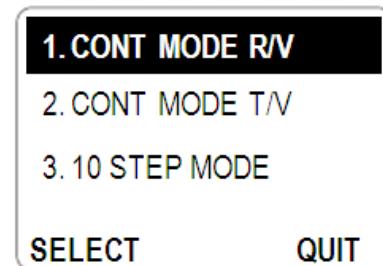 1. CONT MODE R/V
2. CONT MODE T/V
3. 10 STEP MODE
SELECT QUIT